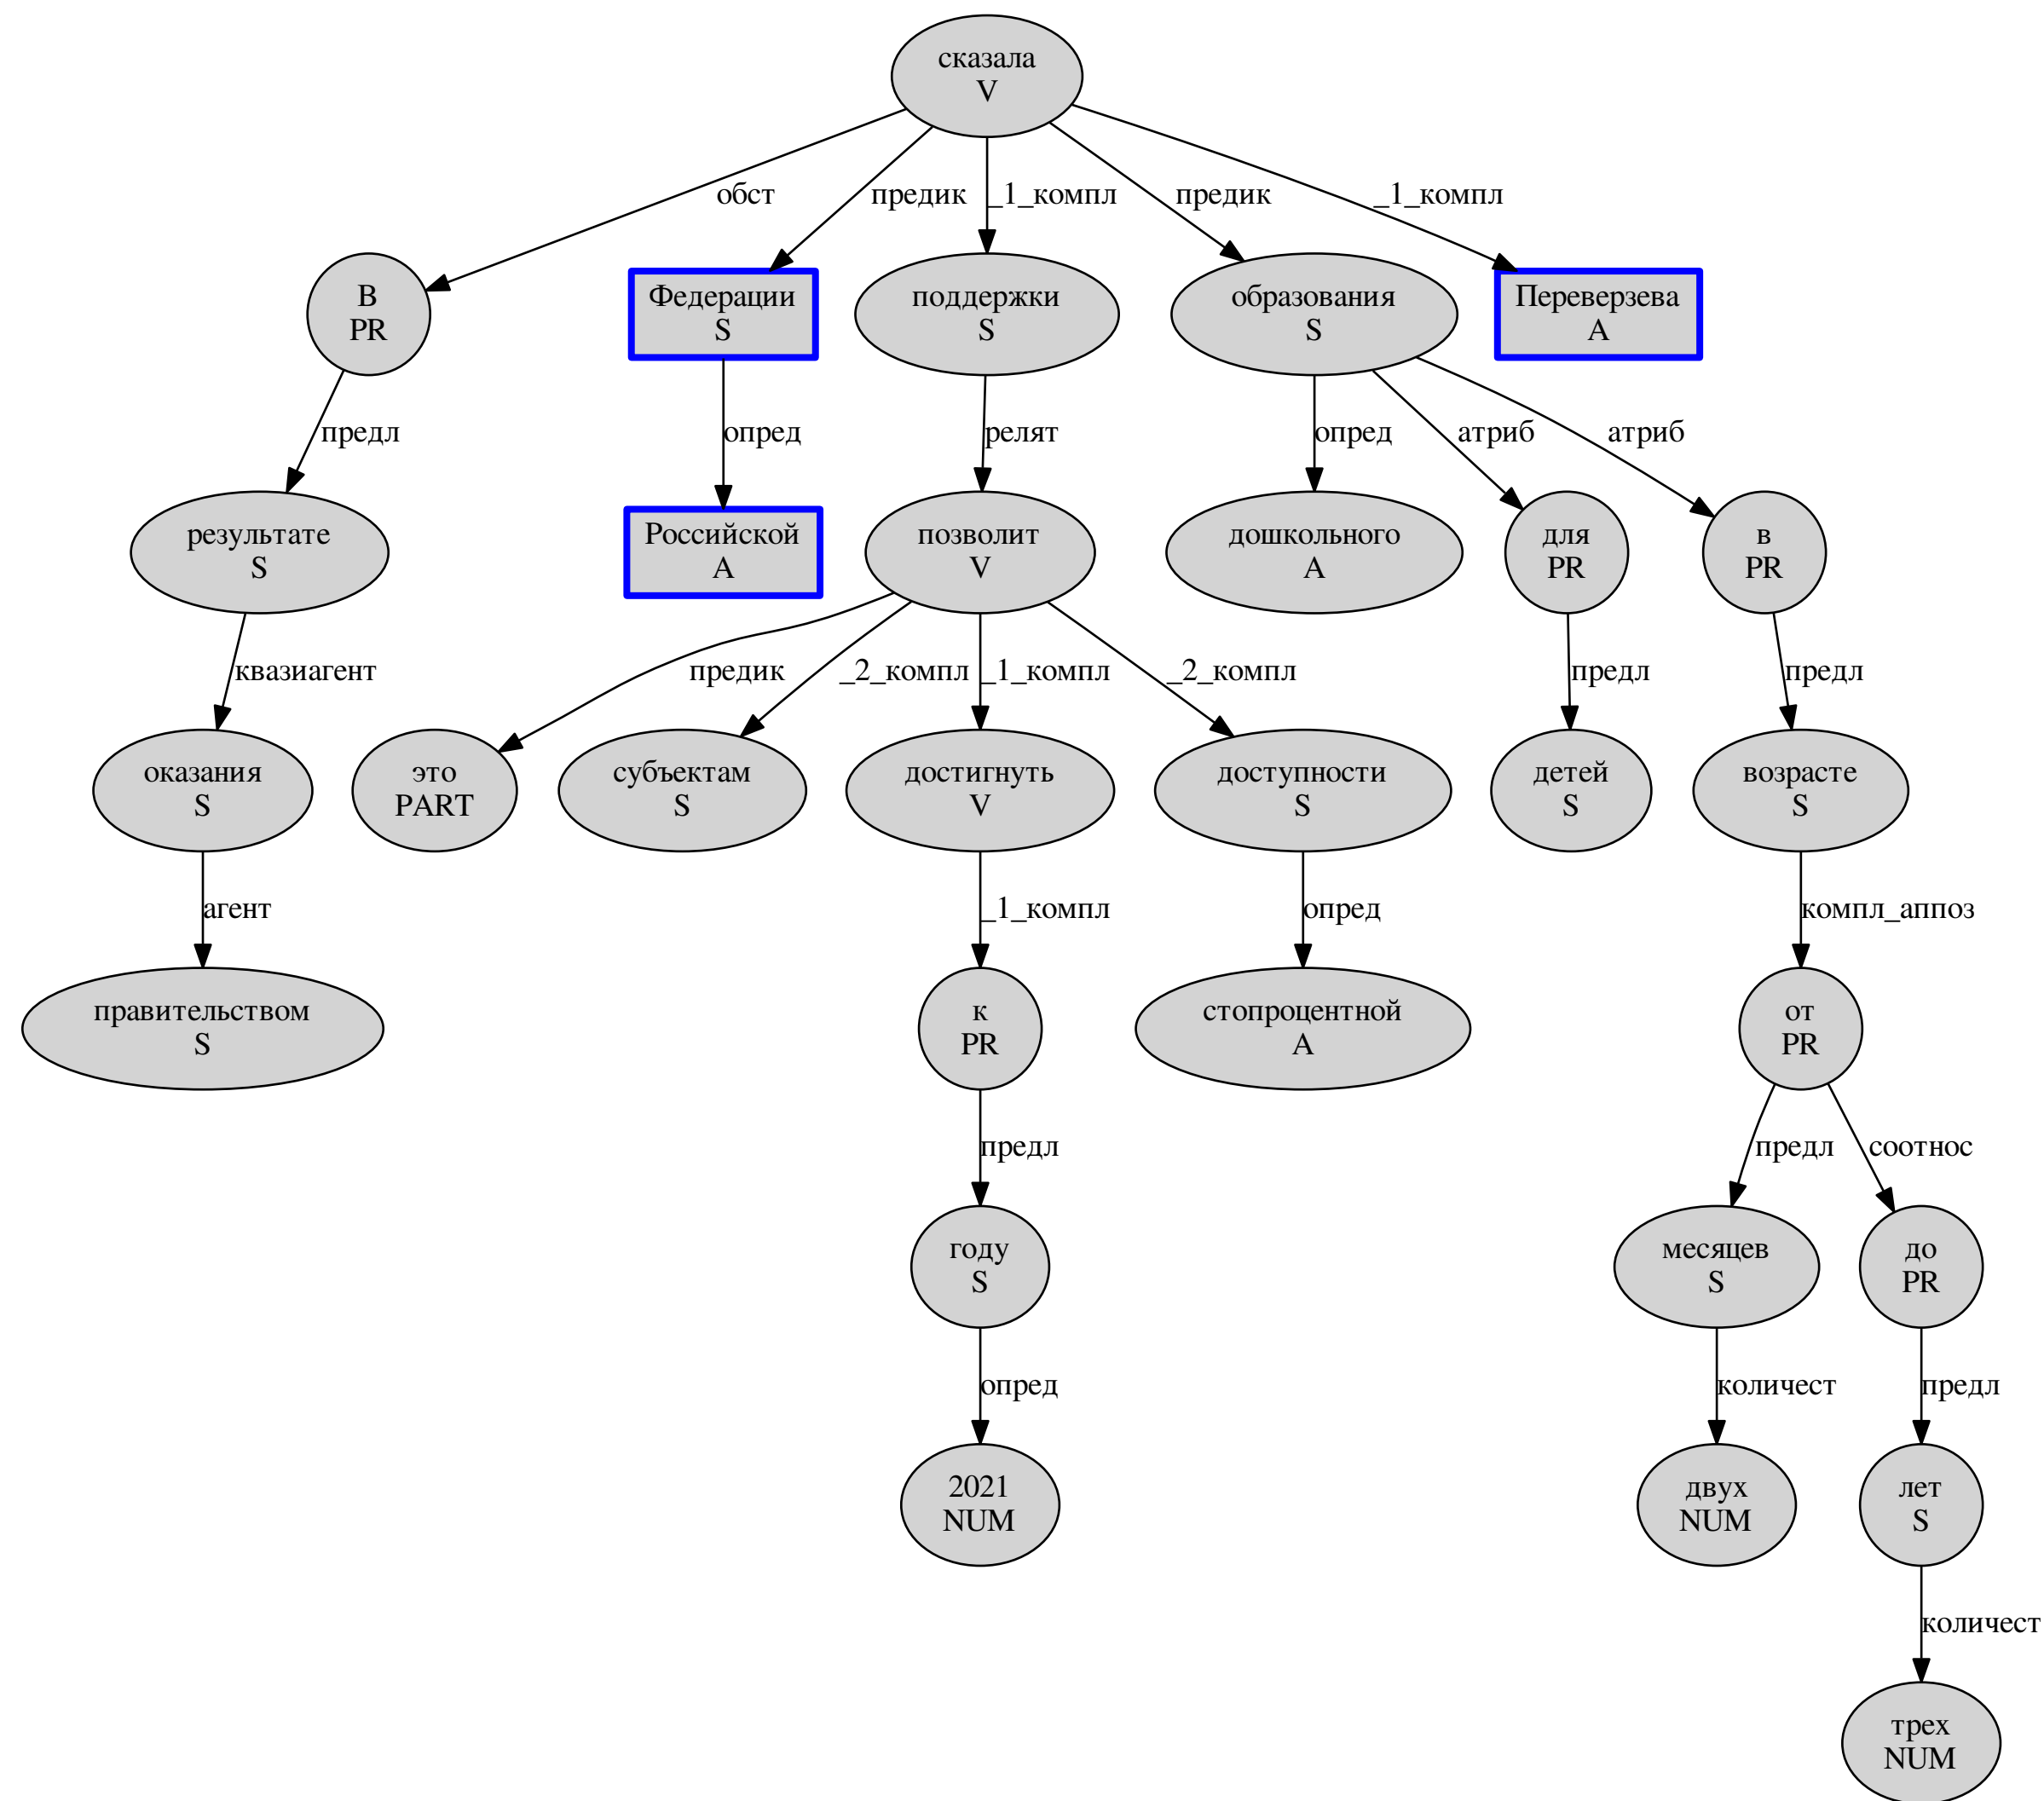 сказала
V
обст
предик
_1_компл
предик
_1_компл
В
PR
Федерации
S
поддержки
S
образования
S
Переверзева
A
предл
опред
релят
опред
атриб
атриб
результате
S
Российской
A
позволит
V
дошкольного
A
для
PR
в
PR
квазиагент
предик
_2_компл
_1_компл
_2_компл
предл
предл
оказания
S
это
PART
субъектам
S
достигнуть
V
доступности
S
детей
S
возрасте
S
агент
_1_компл
опред
компл_аппоз
правительством
S
к
PR
стопроцентной
A
от
PR
предл
предл
соотнос
году
S
месяцев
S
до
PR
опред
количест
предл
2021
NUM
двух
NUM
лет
S
количест
трех
NUM